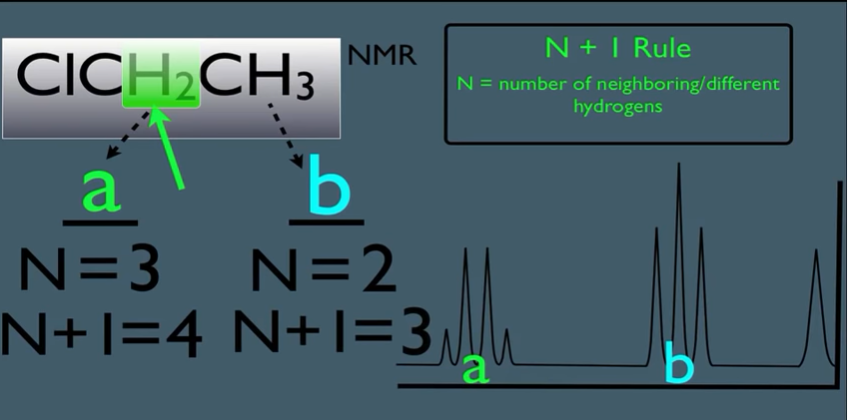 ClCH₂CH₃ NMR
N + 1 Rule
N = number of neighboring/different
hydrogens
a b
N=3 N=2
N+1=4 N+1=3
a b